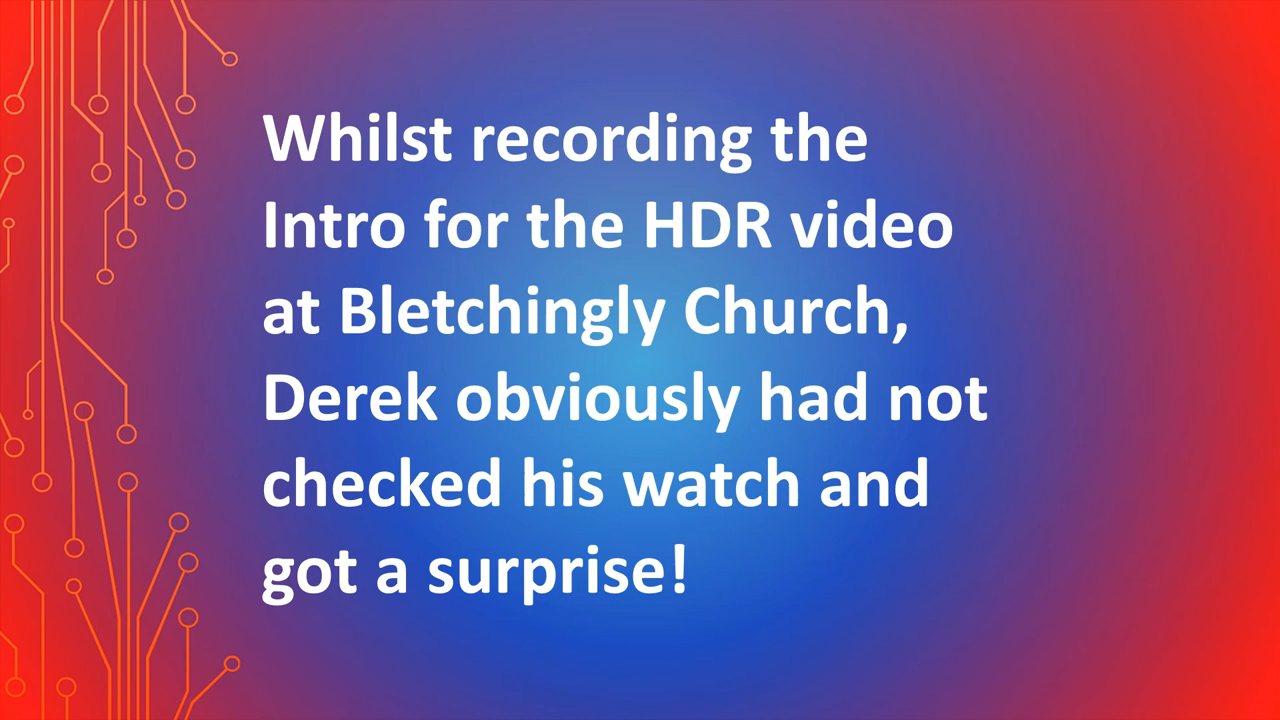 Whilst recording the
Intro for the HDR video
at Bletchingly Church,
Derek obviously had not
checked his watch and
got a surprise!